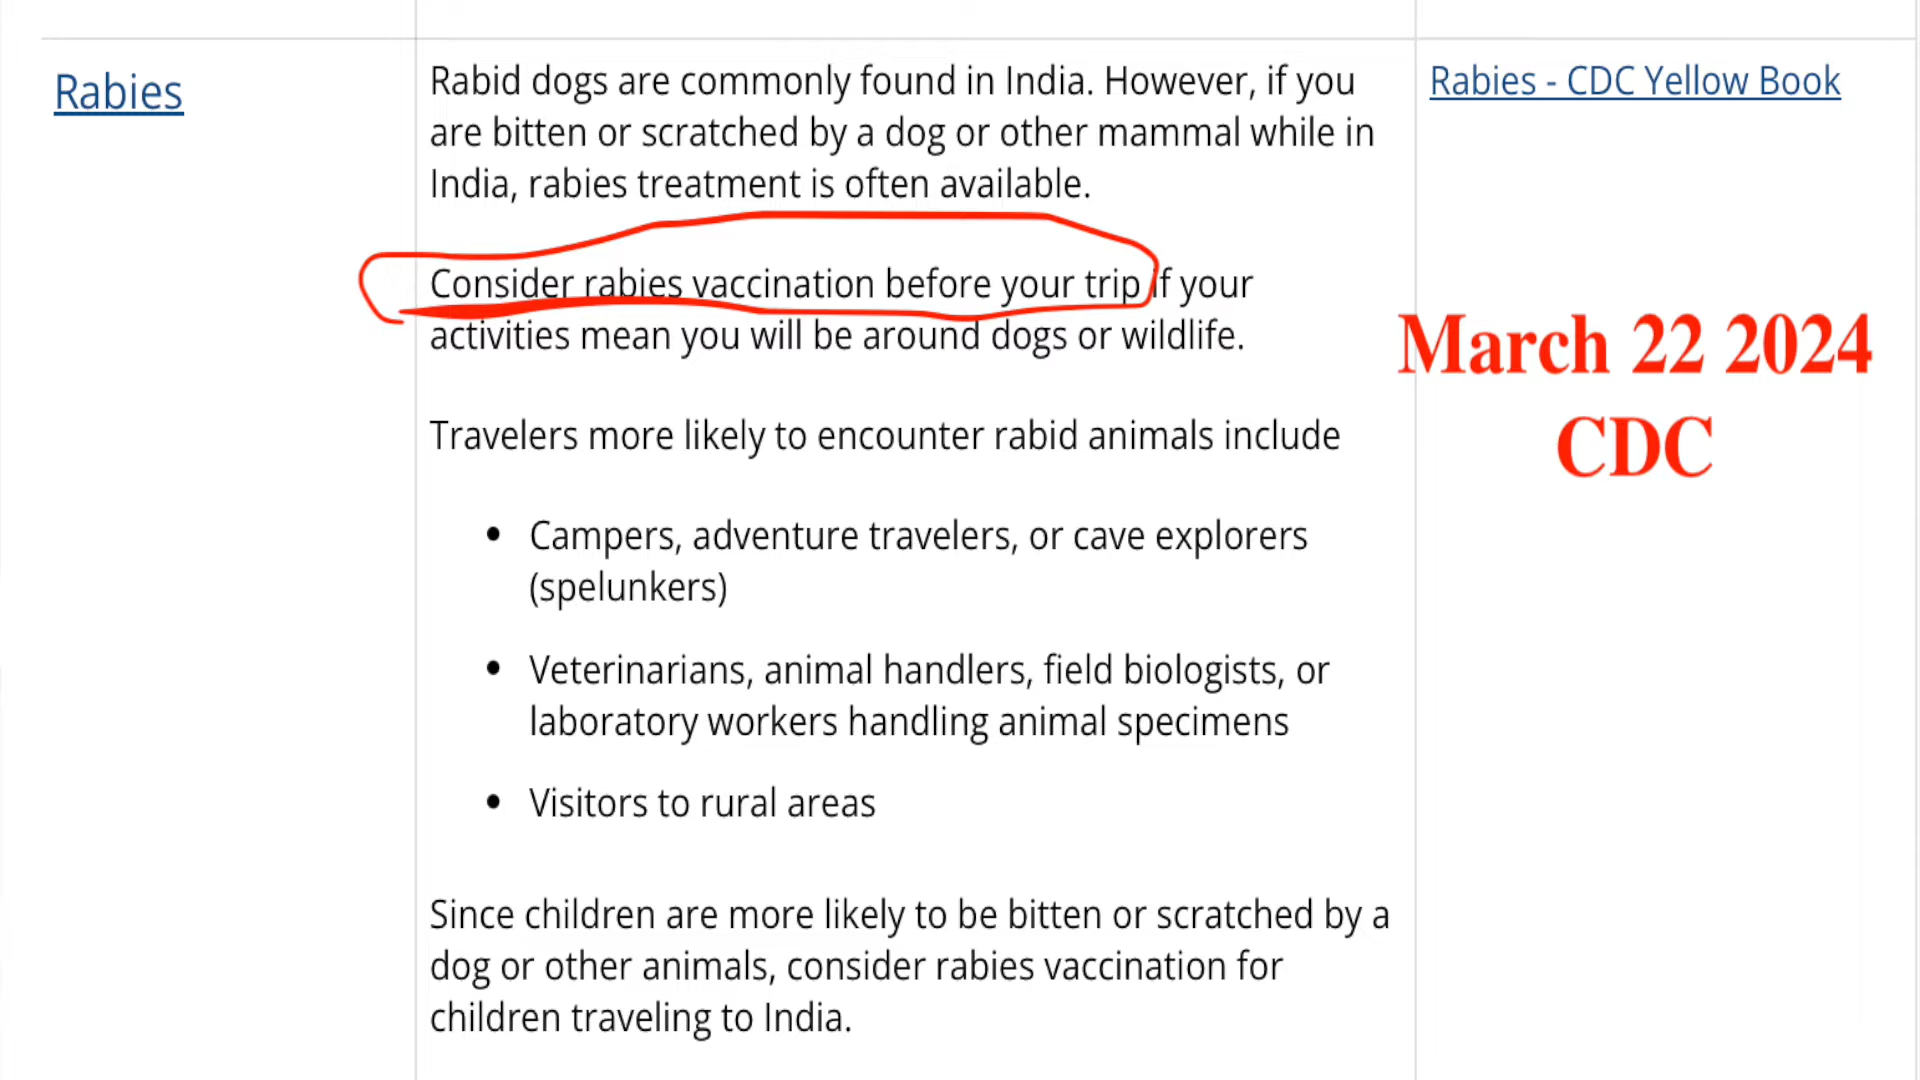 Rabies
Rabid dogs are commonly found in India. However, if you
are bitten or scratched by a dog or other mammal while in
India, rabies treatment is often available.
Consider rabies vaccination before your trip if your
activities mean you will be around dogs or wildlife.
Travelers more likely to encounter rabid animals include
• Campers, adventure travelers, or cave explorers
(spelunkers)
• Veterinarians, animal handlers, field biologists, or
laboratory workers handling animal specimens
• Visitors to rural areas
Since children are more likely to be bitten or scratched by a
dog or other animals, consider rabies vaccination for
children traveling to India.
Rabies - CDC Yellow Book
March 22 2024
CDC